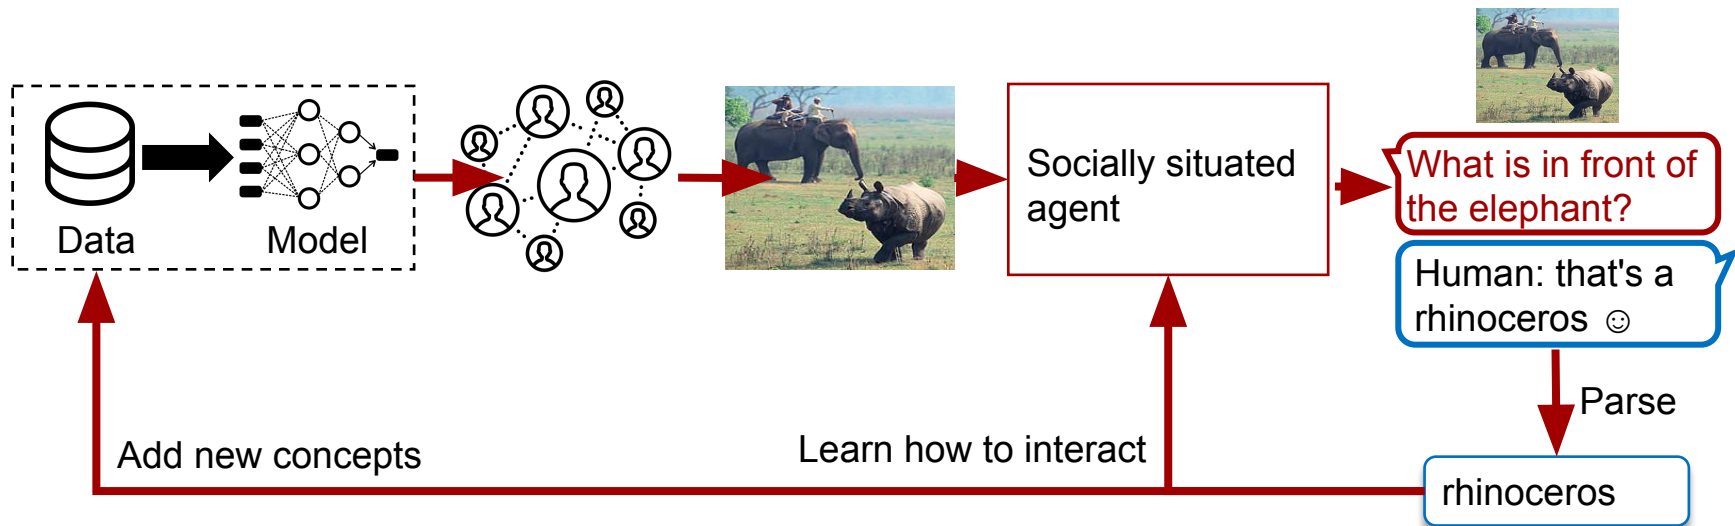 Data
Model
Socially situated
agent
What is in front of
the elephant?
Human: that's a
rhinoceros ☺
Parse
Add new concepts
Learn how to interact
rhinoceros